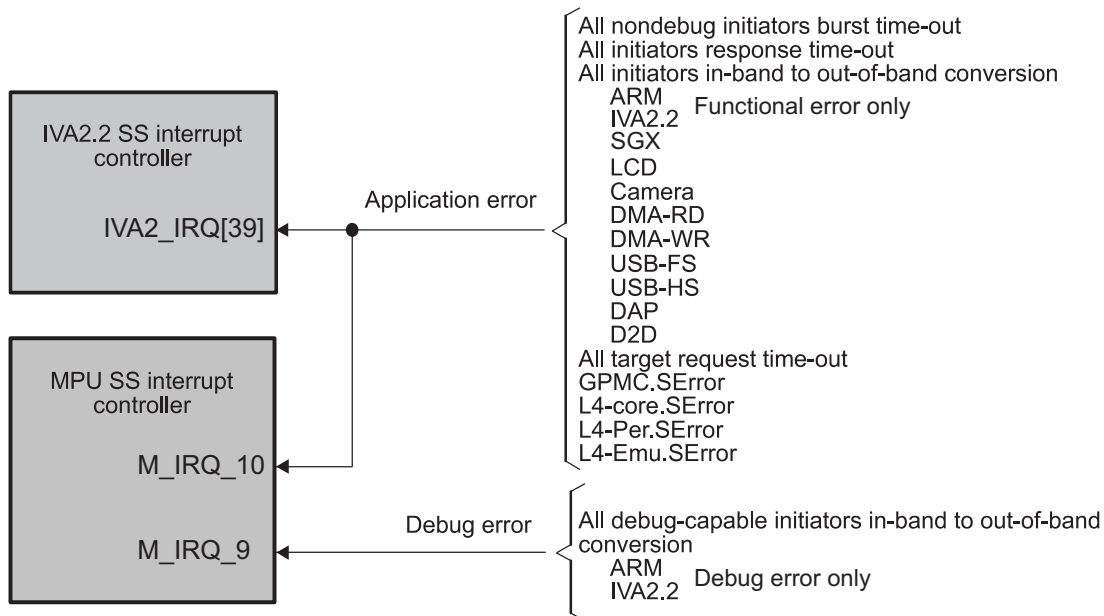 All nondebug initiators burst time-out
All initiators response time-out
All initiators in-band to out-of-band conversion
ARM
IVA2.2 Functional error only
SGX
LCD
Camera
DMA-RD
DMA-WR
USB-FS
USB-HS
DAP
D2D
All target request time-out
GPMC.SError
L4-core.SError
L4-Per.SError
L4-Emu.SError
IVA2.2 SS interrupt
controller
IVA2_IRQ[39]
Application error
MPU SS interrupt
controller
M_IRQ_10
M_IRQ_9
Debug error
All debug-capable initiators in-band to out-of-band
conversion
ARM
IVA2.2 Debug error only